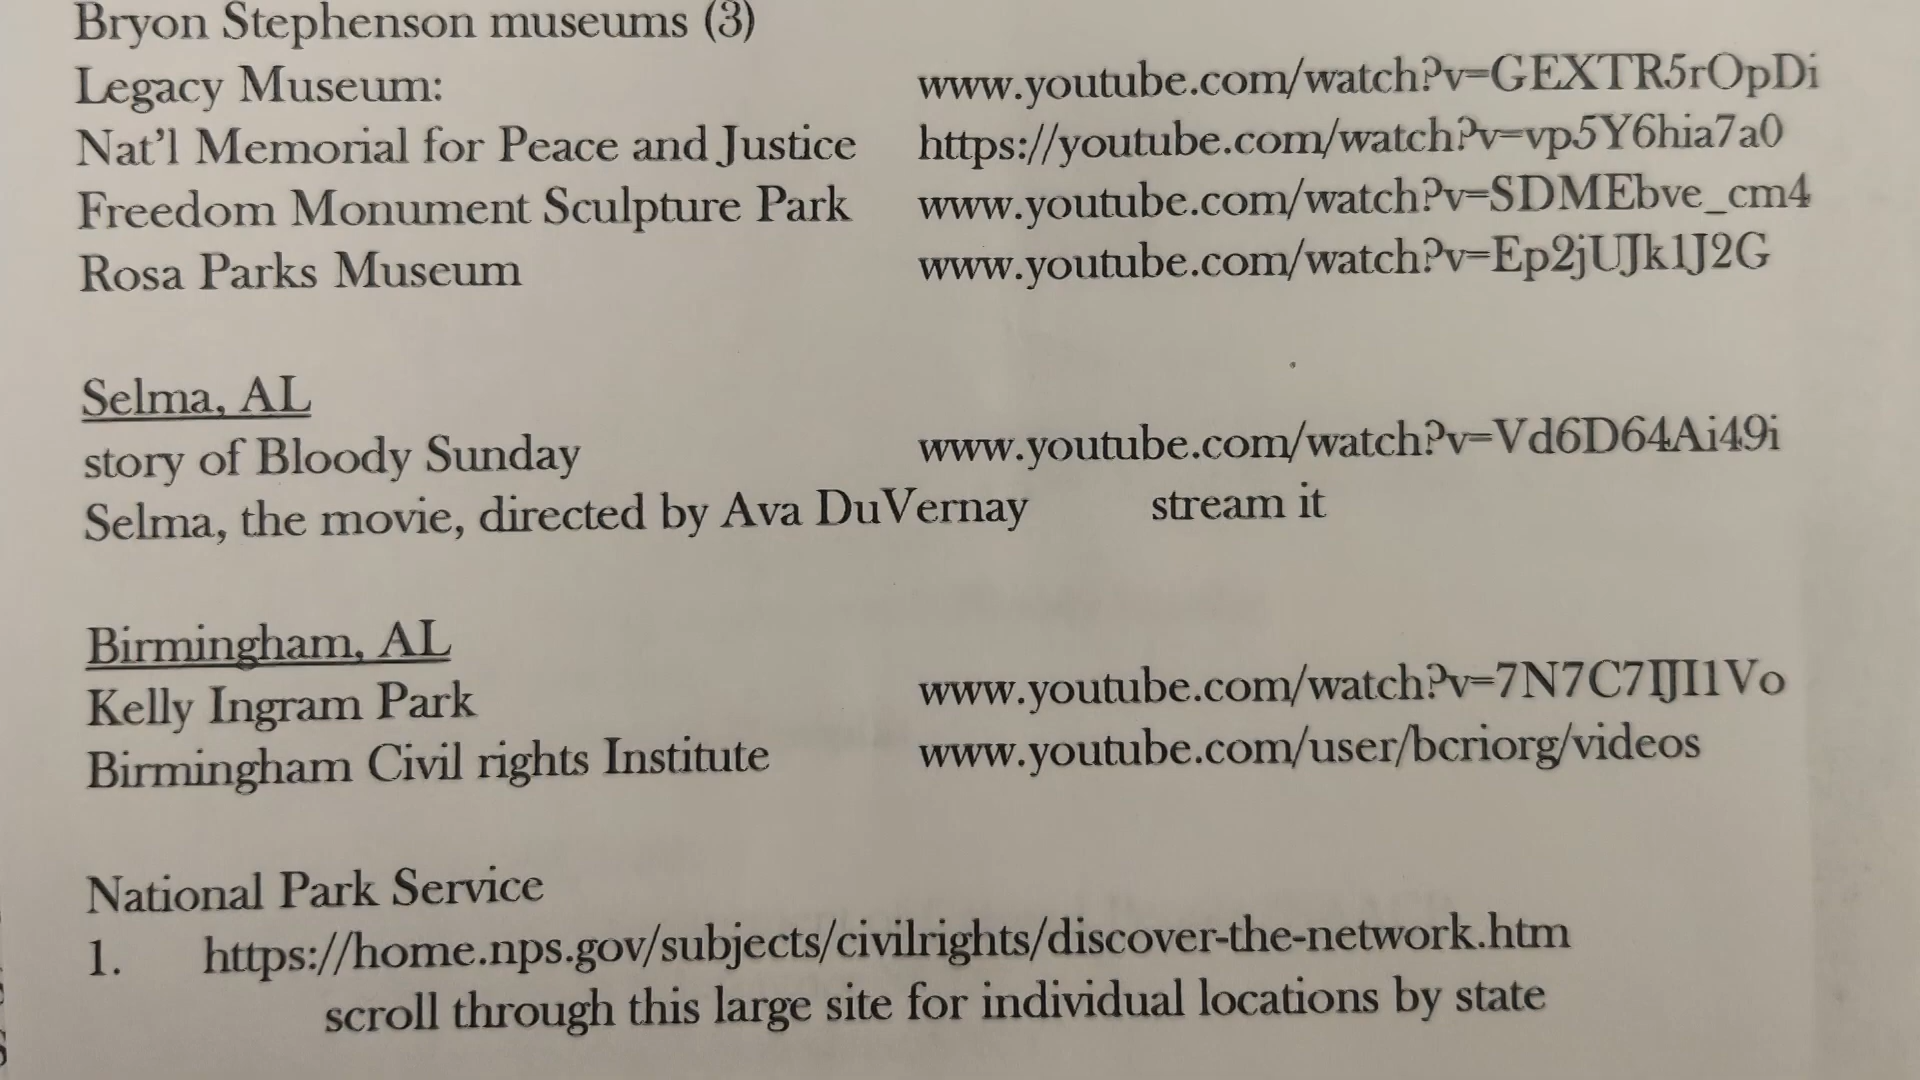 Bryon Stephenson museums (3)
Legacy Museum: www.youtube.com/watch?v=GEXTR5rOpDi
Nat'l Memorial for Peace and Justice https://youtube.com/watch?v=vp5Y6hia7a0
Freedom Monument Sculpture Park www.youtube.com/watch?v=SDMEbve_cm4
Rosa Parks Museum www.youtube.com/watch?v=Ep2jUJk1J2G
Selma, AL
story of Bloody Sunday www.youtube.com/watch?v=Vd6D64Ai49i
Selma, the movie, directed by Ava DuVernay stream it
Birmingham, AL
Kelly Ingram Park www.youtube.com/watch?v=7N7C7IJI1Vo
Birmingham Civil rights Institute www.youtube.com/user/bcriorg/videos
National Park Service
1. https://home.nps.gov/subjects/civilrights/discover-the-network.htm
scroll through this large site for individual locations by state